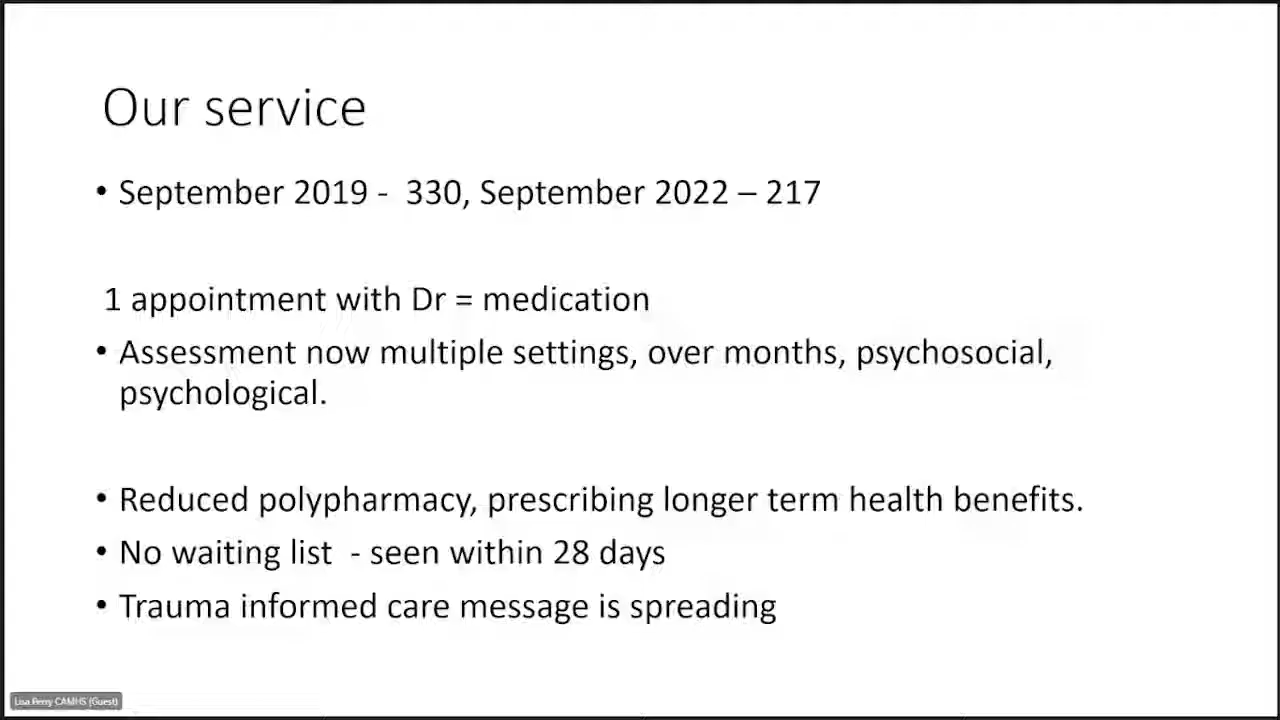 Our service
• September 2019 -  330, September 2022 – 217
1 appointment with Dr = medication
• Assessment now multiple settings, over months, psychosocial,
psychological.
• Reduced polypharmacy, prescribing longer term health benefits.
• No waiting list  - seen within 28 days
• Trauma informed care message is spreading
Lisa Perry CAMHS (Guest)